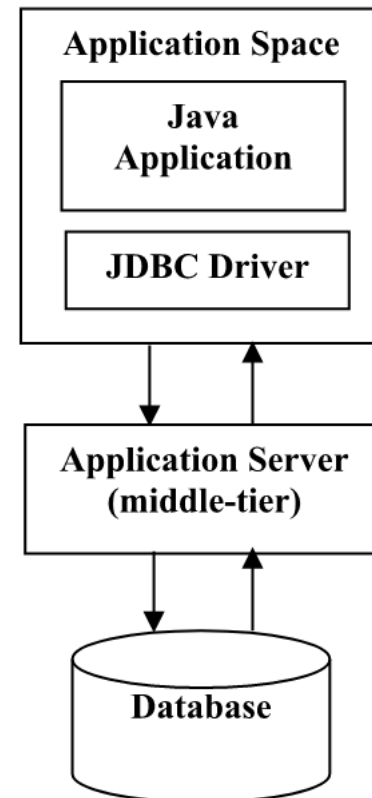 Application Space
Java
Application
JDBC Driver
Application Server
(middle-tier)
Database